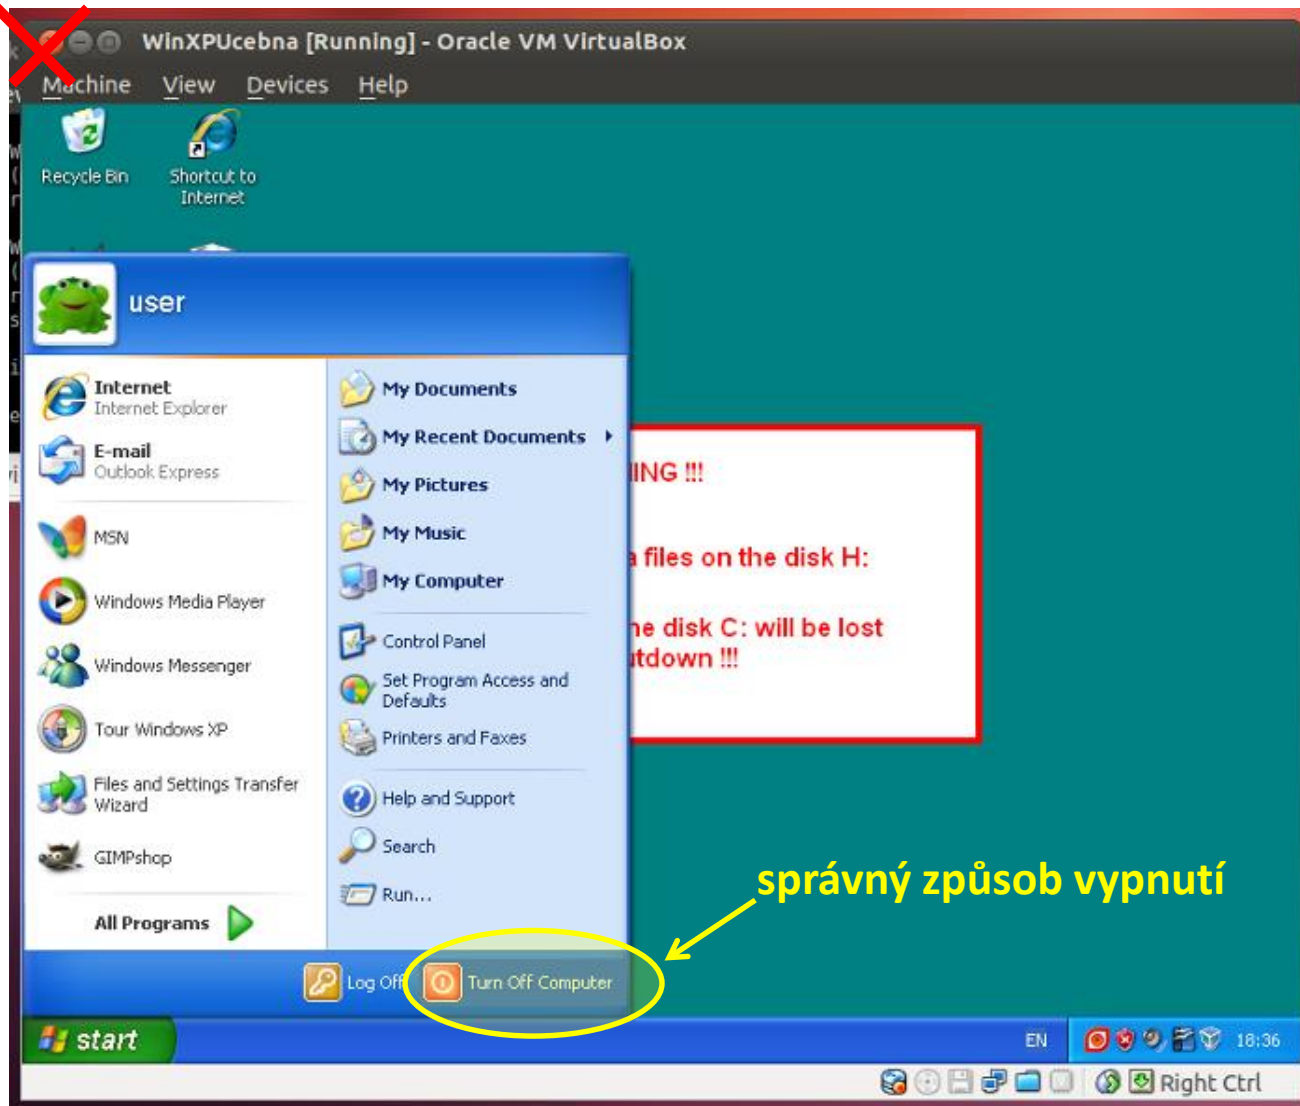 WinXPUcebna [Running] - Oracle VM VirtualBox
Machine View Devices Help
Recycle Bin
Shortcut to
Internet
user
Internet
Internet Explorer
E-mail
Outlook Express
MSN
Windows Media Player
Windows Messenger
Tour Windows XP
Files and Settings Transfer
Wizard
GIMPshop
All Programs
My Documents
My Recent Documents
My Pictures
My Music
My Computer
Control Panel
Set Program Access and
Defaults
Printers and Faxes
Help and Support
Search
Run...
Log Off
Turn Off Computer
!!!
files on the disk H:
disk C: will be lost
!!!
správný způsob vypnutí
start
EN
18:36
Right Ctrl